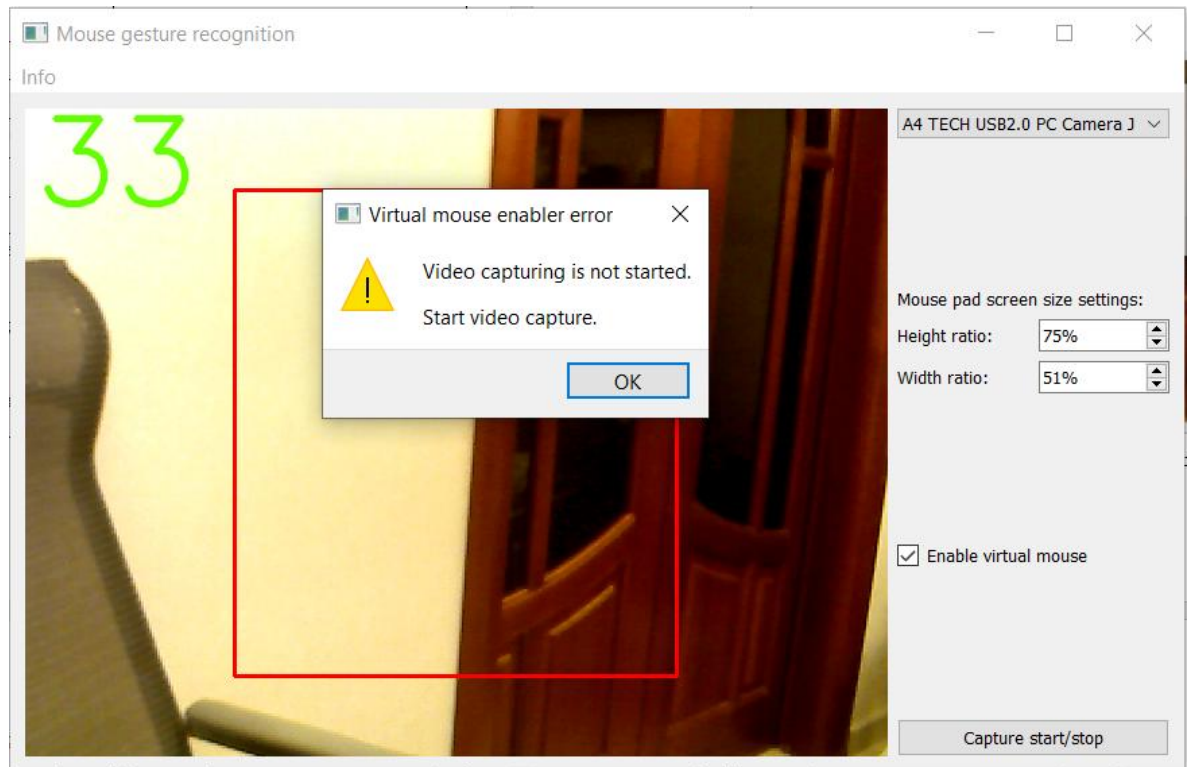 Mouse gesture recognition
Info
33
A4 TECH USB2.0 PC Camera J
Virtual mouse enabler error
Video capturing is not started.
Start video capture.
OK
Mouse pad screen size settings:
Height ratio: 75%
Width ratio: 51%
Enable virtual mouse
Capture start/stop